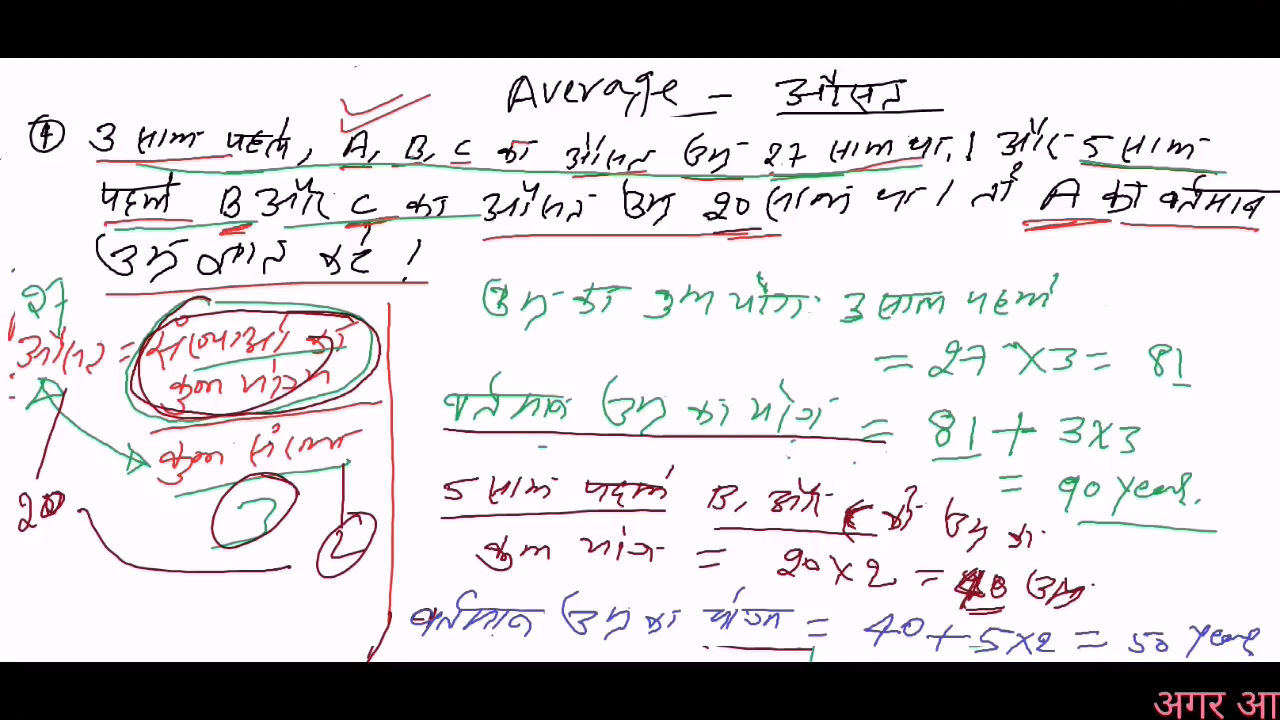 Average - औसत
① 3 साल पहले, A, B, C का औसत उम्र 27 साल था। और 5 साल
पहले B और C का औसत उम्र 20 साल था। तो A का वर्तमान
उम्र ज्ञात करें!
उम्र का कुल योग 3 साल पहले
= 27 × 3 = 81
वर्तमान उम्र का योग = 81 + 3×3
= 90 years.
5 साल पहले B, और C की उम्र का
कुल योग = 20×2 = 40 उम्र
वर्तमान उम्र का योग = 40+5×2 = 50 years
27
औसत = संख्याओं का
कुल योगफल
कुल संख्या
20
3
2
अगर आ